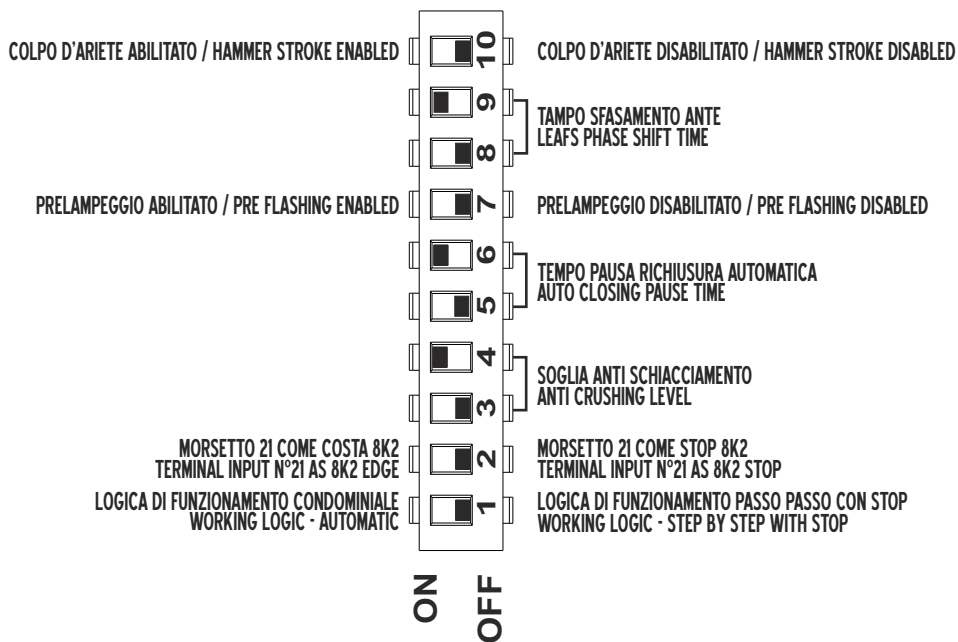 COLPO D'ARIETE ABILITATO / HAMMER STROKE ENABLED
10
COLPO D'ARIETE DISABILITATO / HAMMER STROKE DISABLED
9
TAMPO SFASAMENTO ANTE
LEAFS PHASE SHIFT TIME
8
PRELAMPEGGIO ABILITATO / PRE FLASHING ENABLED
7
PRELAMPEGGIO DISABILITATO / PRE FLASHING DISABLED
6
TEMPO PAUSA RICHIUSURA AUTOMATICA
AUTO CLOSING PAUSE TIME
5
4
SOGLIA ANTI SCHIACCIAMENTO
ANTI CRUSHING LEVEL
3
MORSETTO 21 COME COSTA 8K2
TERMINAL INPUT N°21 AS 8K2 EDGE
2
MORSETTO 21 COME STOP 8K2
TERMINAL INPUT N°21 AS 8K2 STOP
LOGICA DI FUNZIONAMENTO CONDOMINIALE
WORKING LOGIC - AUTOMATIC
1
LOGICA DI FUNZIONAMENTO PASSO PASSO CON STOP
WORKING LOGIC - STEP BY STEP WITH STOP
ON
OFF